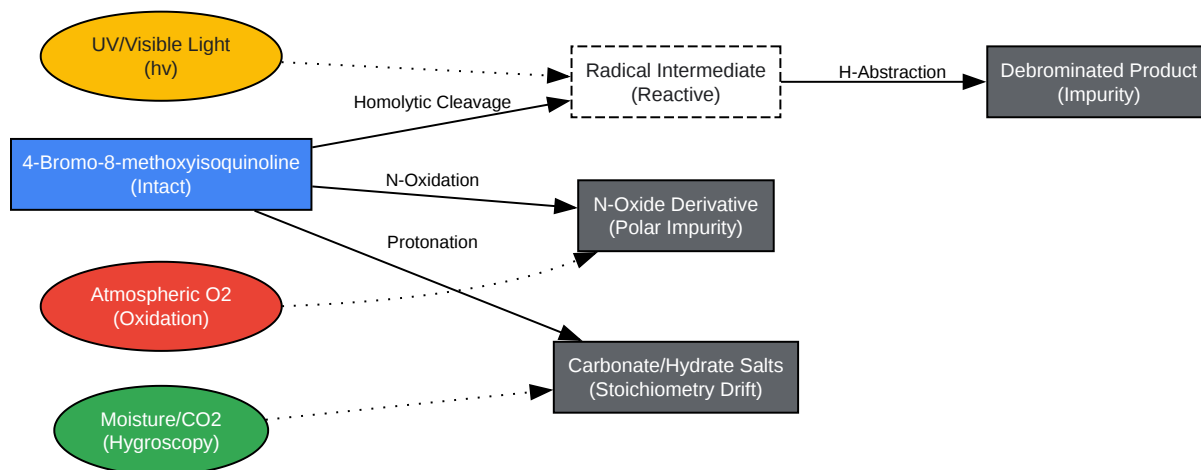 UV/Visible Light
(hv)
Radical Intermediate
(Reactive)
H-Abstraction
Debrominated Product
(Impurity)
Homolytic Cleavage
4-Bromo-8-methoxyisoquinoline
(Intact)
N-Oxidation
N-Oxide Derivative
(Polar Impurity)
Protonation
Atmospheric O2
(Oxidation)
Carbonate/Hydrate Salts
(Stoichiometry Drift)
Moisture/CO2
(Hygroscopy)